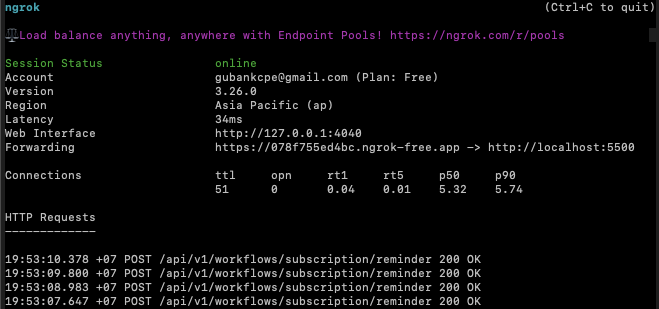 ngrok (Ctrl+C to quit)
Load balance anything, anywhere with Endpoint Pools! https://ngrok.com/r/pools
Session Status online
Account gubankcpe@gmail.com (Plan: Free)
Version 3.26.0
Region Asia Pacific (ap)
Latency 34ms
Web Interface http://127.0.0.1:4040
Forwarding https://078f755ed4bc.ngrok-free.app -> http://localhost:5500
Connections ttl opn rt1 rt5 p50 p90
51 0 0.04 0.01 5.32 5.74
HTTP Requests
-------------
19:53:10.378 +07 POST /api/v1/workflows/subscription/reminder 200 OK
19:53:09.800 +07 POST /api/v1/workflows/subscription/reminder 200 OK
19:53:08.983 +07 POST /api/v1/workflows/subscription/reminder 200 OK
19:53:07.647 +07 POST /api/v1/workflows/subscription/reminder 200 OK